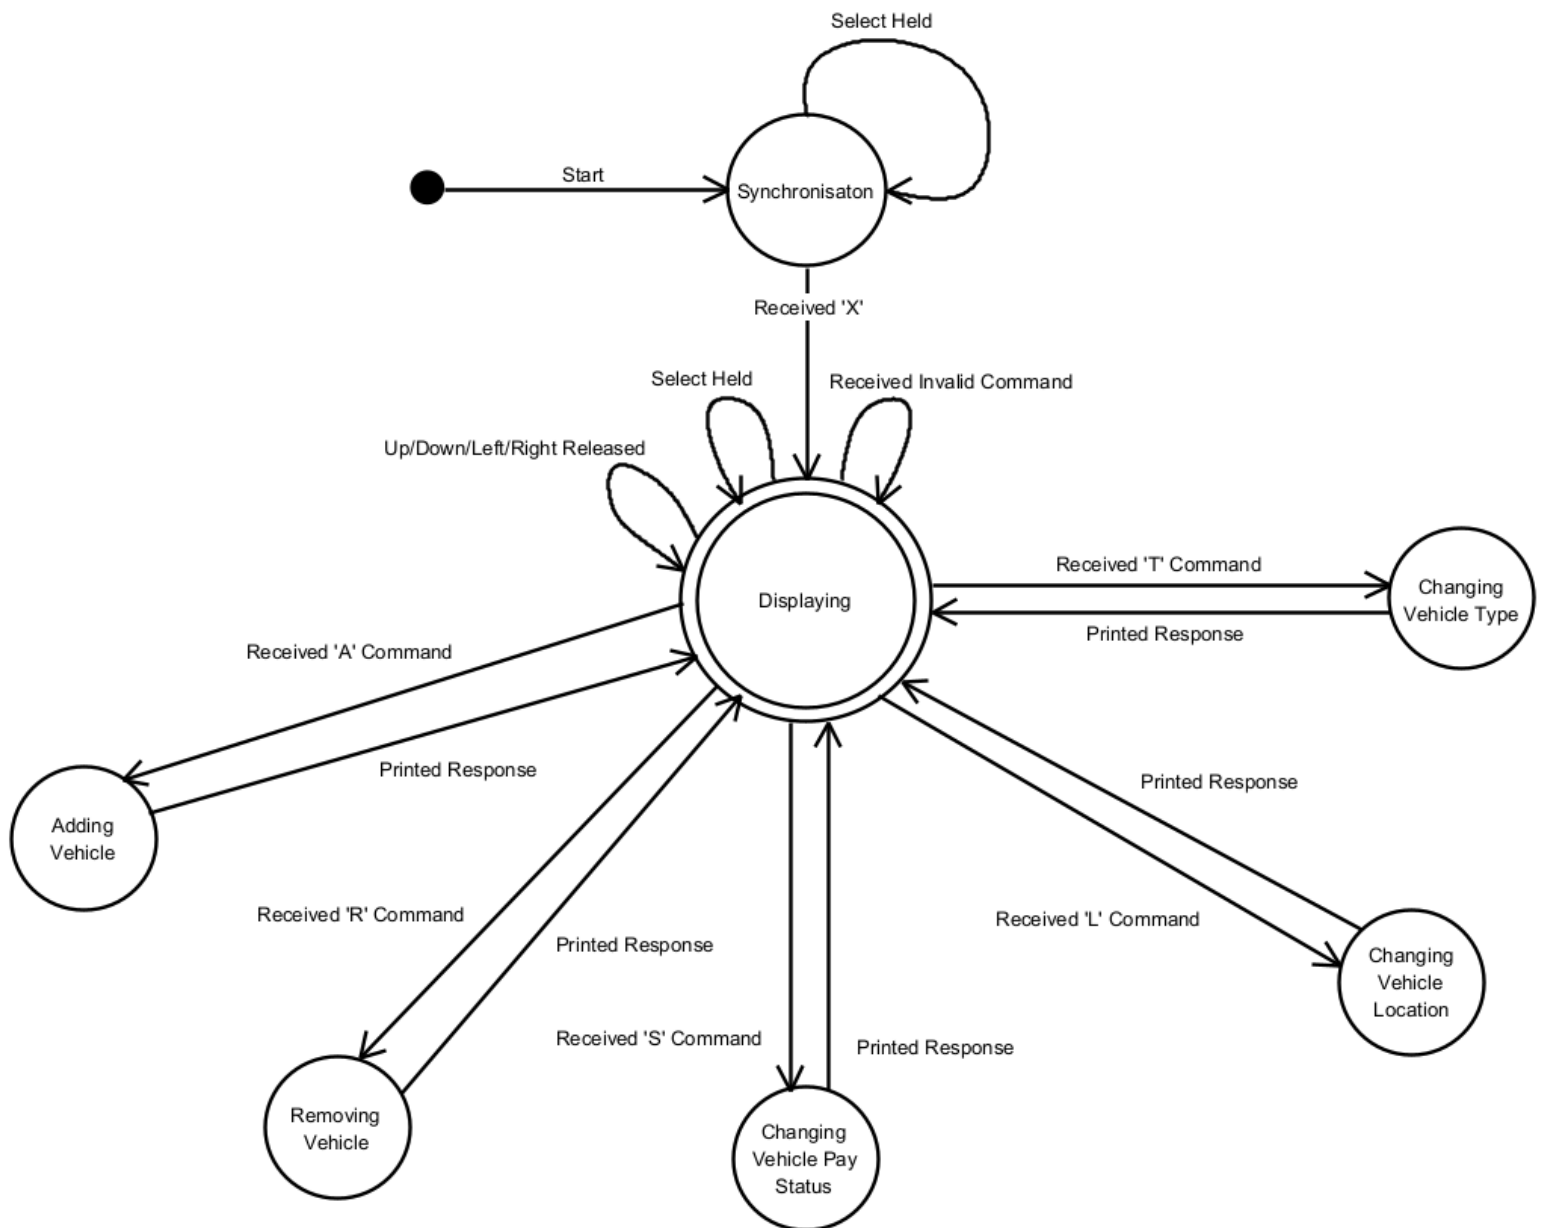 Select Held
Start
Synchronisaton
Received 'X'
Select Held
Received Invalid Command
Up/Down/Left/Right Released
Displaying
Received 'T' Command
Changing
Vehicle Type
Printed Response
Received 'A' Command
Printed Response
Printed Response
Adding
Vehicle
Received 'R' Command
Received 'L' Command
Printed Response
Changing
Vehicle
Location
Received 'S' Command
Printed Response
Removing
Vehicle
Changing
Vehicle Pay
Status